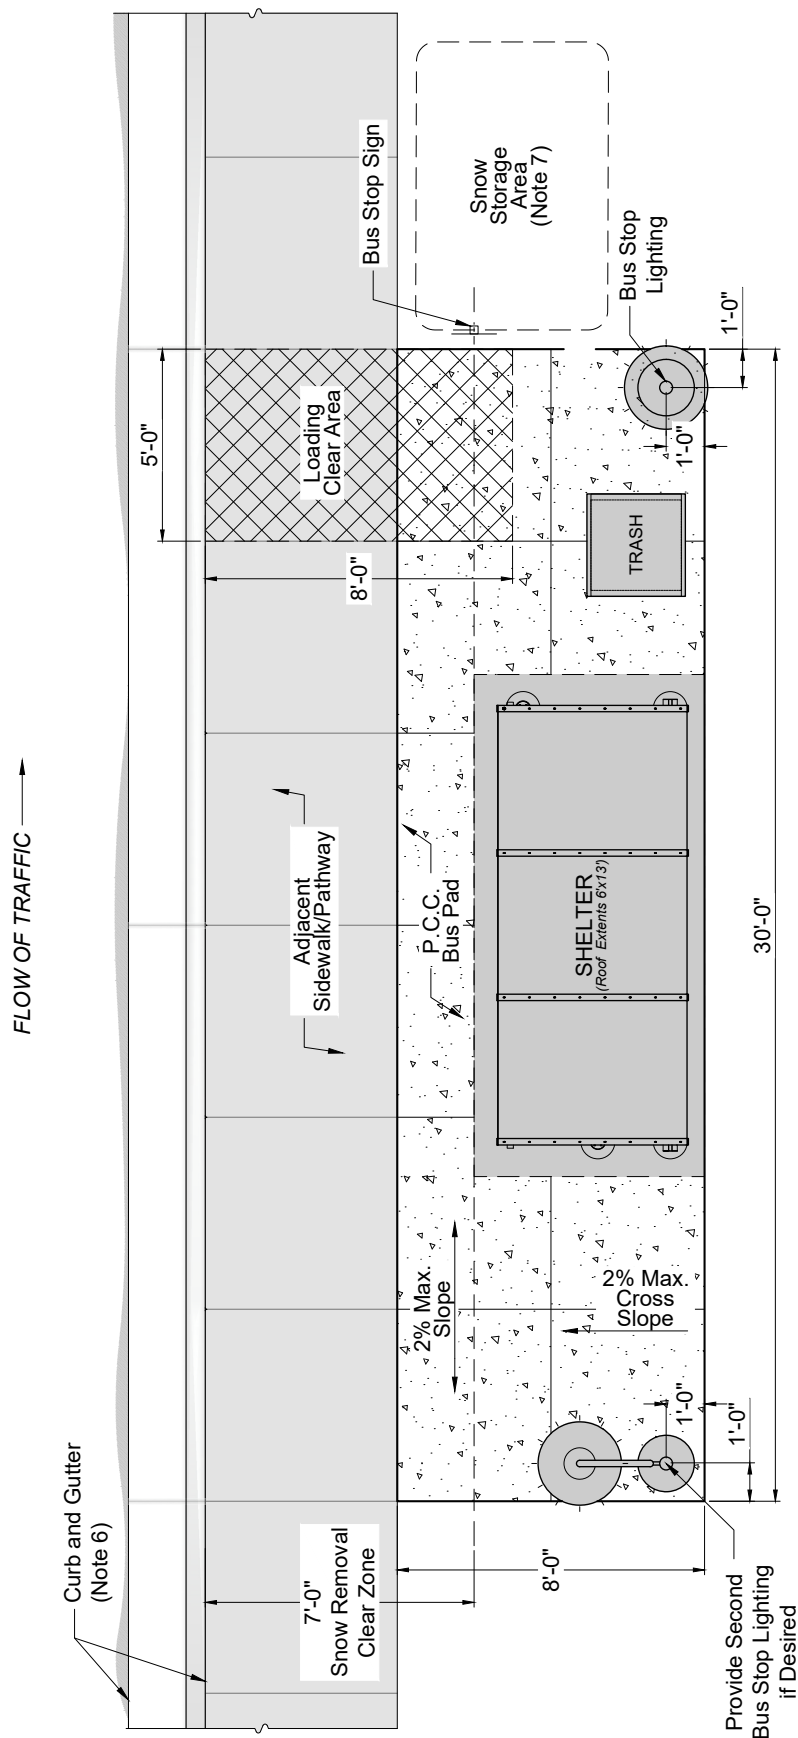 FLOW OF TRAFFIC
Curb and Gutter
(Note 6)
7'-0"
Snow Removal
Clear Zone
Adjacent
Sidewalk/Pathway
8'-0"
5'-0"
Loading
Clear Area
Bus Stop Sign
Snow
Storage
Area
(Note 7)
Bus Stop
Lighting
1'-0"
1'-0"
TRASH
P.C.C.
Bus Pad
SHELTER
(Roof Extents 6'x13')
2% Max.
Slope
2% Max.
Cross
Slope
8'-0"
1'-0"
1'-0"
30'-0"
Provide Second
Bus Stop Lighting
if Desired